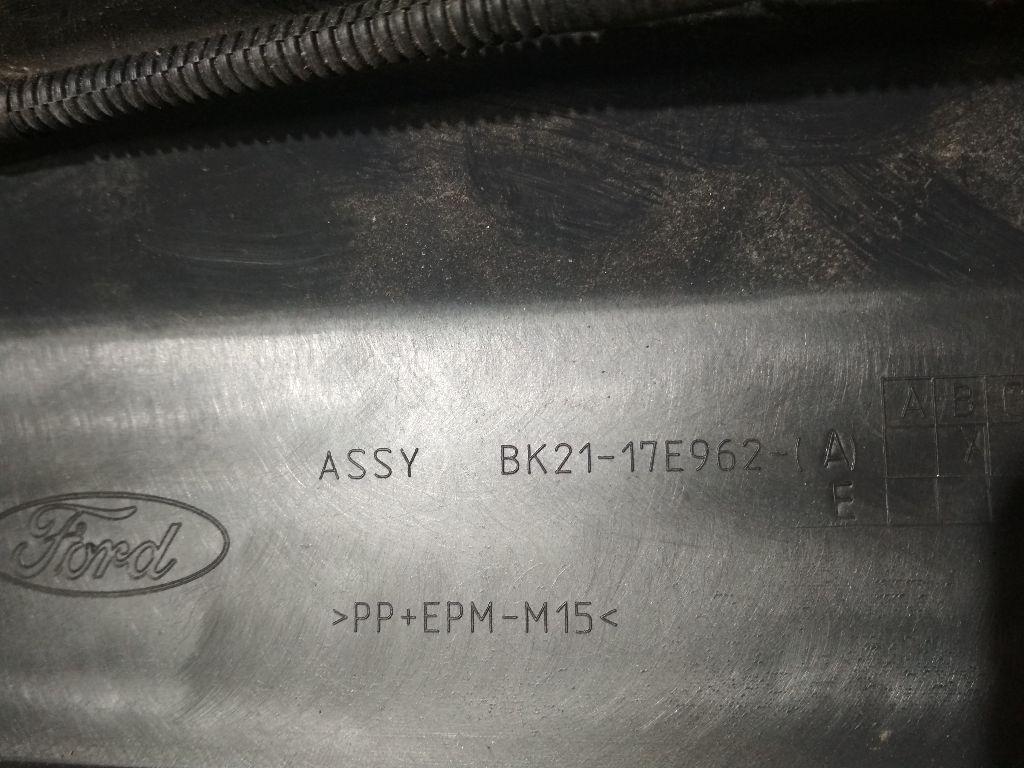 A B C
ASSY BK21-17E962-(A)
X
E
Ford
>PP+EPM-M15<